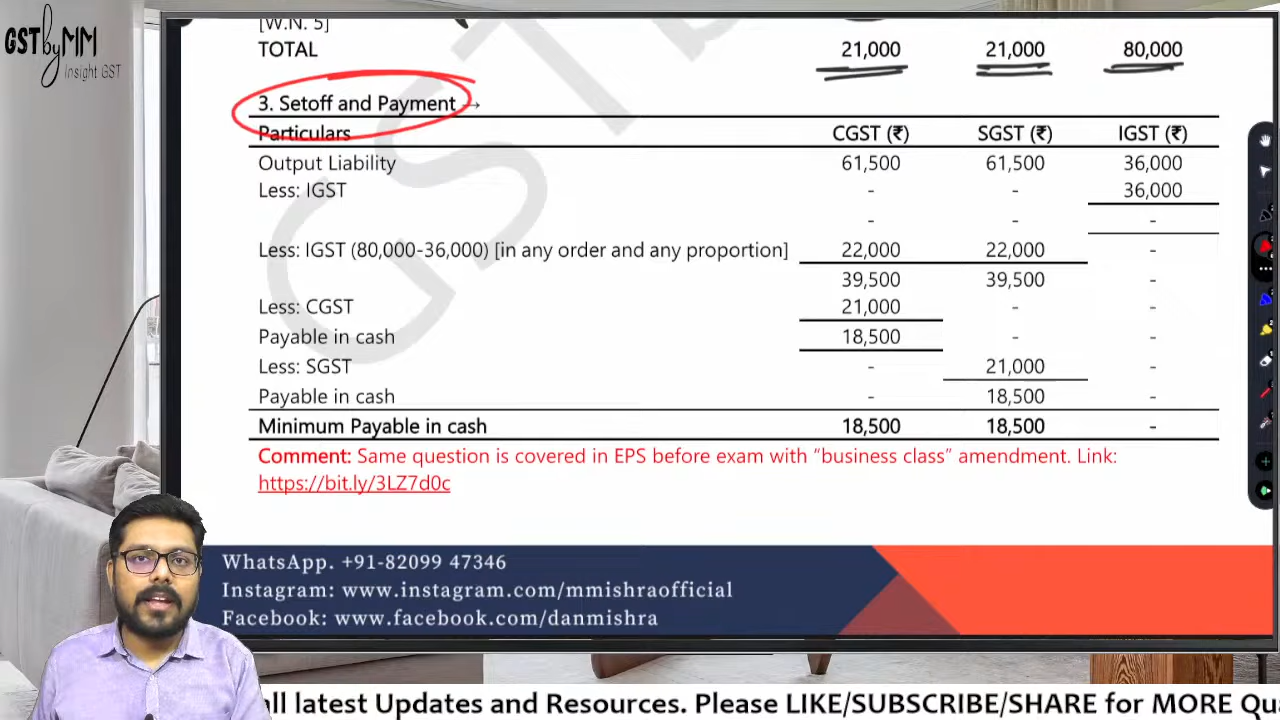 GSTbyMM
Insight GST
[W.N. 5]
TOTAL 21,000 21,000 80,000
3. Setoff and Payment →
Particulars CGST (₹) SGST (₹) IGST (₹)
Output Liability 61,500 61,500 36,000
Less: IGST - - 36,000
- - -
Less: IGST (80,000-36,000) [in any order and any proportion] 22,000 22,000 -
39,500 39,500 -
Less: CGST 21,000 - -
Payable in cash 18,500 - -
Less: SGST - 21,000 -
Payable in cash - 18,500 -
Minimum Payable in cash 18,500 18,500 -
Comment: Same question is covered in EPS before exam with “business class” amendment. Link:
https://bit.ly/3LZ7d0c
WhatsApp. +91-82099 47346
Instagram: www.instagram.com/mmishraofficial
Facebook: www.facebook.com/danmishra
all latest Updates and Resources. Please LIKE/SUBSCRIBE/SHARE for MORE Qu